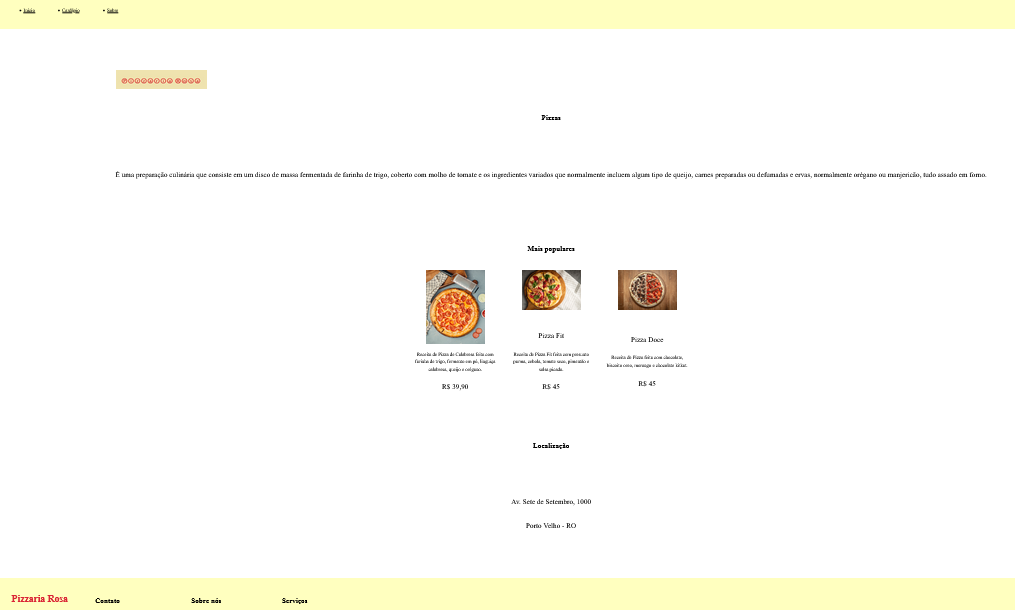 Início Cardápio Sobre
Ⓟⓘⓩⓩⓐⓡⓘⓐ Ⓡⓞⓢⓐ
Pizzas
É uma preparação culinária que consiste em um disco de massa fermentada de farinha de trigo, coberto com molho de tomate e os ingredientes variados que normalmente incluem algum tipo de queijo, carnes preparadas ou defumadas e ervas, normalmente orégano ou manjericão, tudo assado em forno.
Mais populares
Pizza Fit
Pizza Doce
Receita de Pizza de Calabresa feita com
farinha de trigo, fermento em pó, linguiça
calabresa, queijo e orégano.
R$ 39,90
Receita de Pizza Fit feita com presunto
parma, cebola, tomate seco, pimentão e
salsa picada.
R$ 45
Receita de Pizza feita com chocolate,
biscoito oreo, morango e chocolate kitkat.
R$ 45
Localização
Av. Sete de Setembro, 1000
Porto Velho - RO
Pizzaria Rosa
Contato Sobre nós Serviços